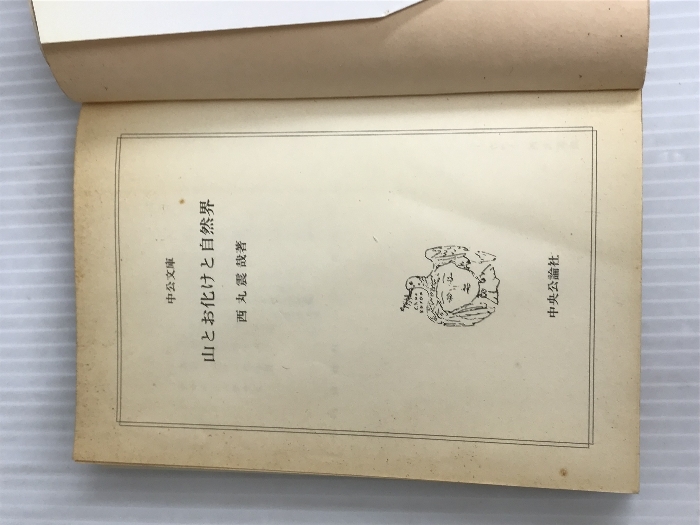 中公文庫
山とお化けと自然界
西丸震哉著
中央公論社